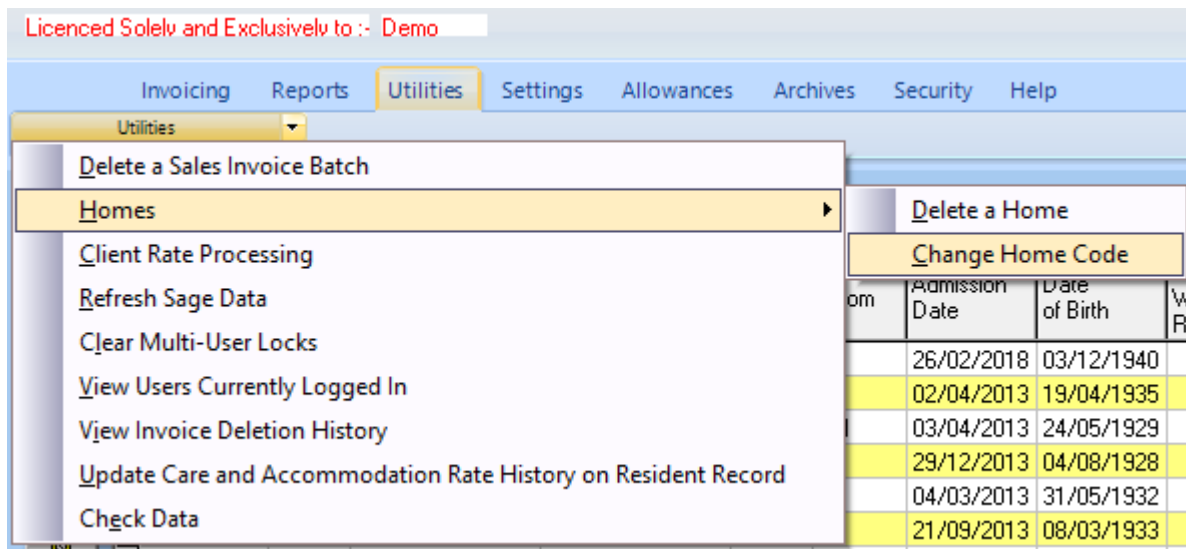 Licenced Solely and Exclusively to :- Demo
Invoicing Reports Utilities Settings Allowances Archives Security Help
Utilities
Delete a Sales Invoice Batch
Homes
Client Rate Processing
Refresh Sage Data
Clear Multi-User Locks
View Users Currently Logged In
View Invoice Deletion History
Update Care and Accommodation Rate History on Resident Record
Check Data
Delete a Home
Change Home Code
om
Admission Date
Date of Birth
26/02/2018 03/12/1940
02/04/2013 19/04/1935
03/04/2013 24/05/1929
29/12/2013 04/08/1928
04/03/2013 31/05/1932
21/09/2013 08/03/1933